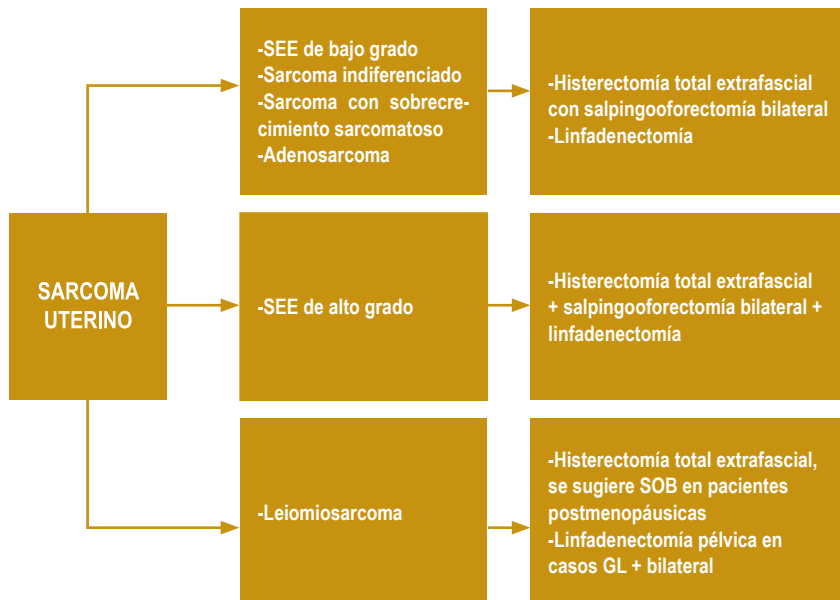 -SEE de bajo grado
-Sarcoma indiferenciado
-Sarcoma con sobrecre-
cimiento sarcomatoso
-Adenosarcoma
-Histerectomía total extrafascial
con salpingooforectomía bilateral
-Linfadenectomía
SARCOMA
UTERINO
-SEE de alto grado
-Histerectomía total extrafascial
+ salpingooforectomía bilateral +
linfadenectomía
-Leiomiosarcoma
-Histerectomía total extrafascial,
se sugiere SOB en pacientes
postmenopáusicas
-Linfadenectomía pélvica en
casos GL + bilateral